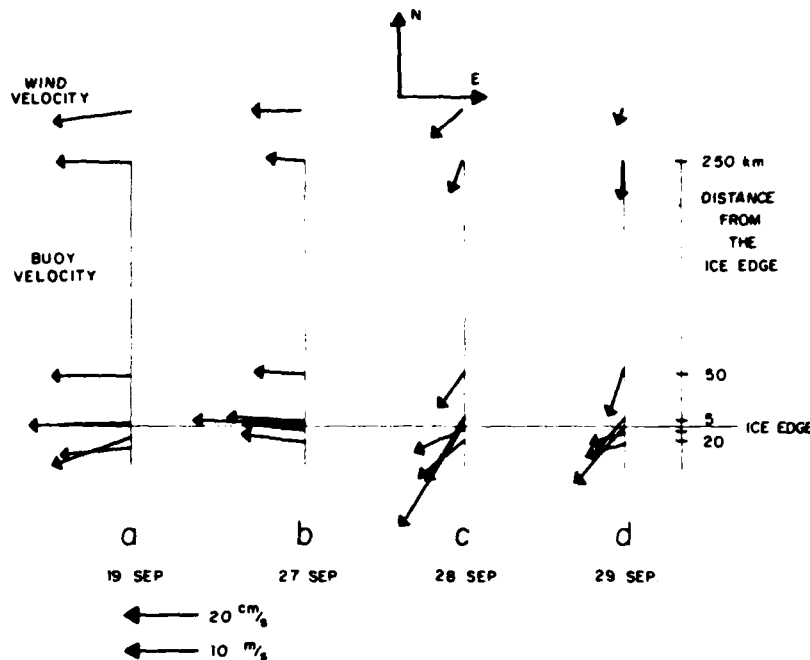 N
E
WIND
VELOCITY
250 km
DISTANCE
FROM
THE
ICE EDGE
BUOY
VELOCITY
50
5
ICE EDGE
20
a b c d
19 SEP 27 SEP 28 SEP 29 SEP.
20 cm/s
10 m/s